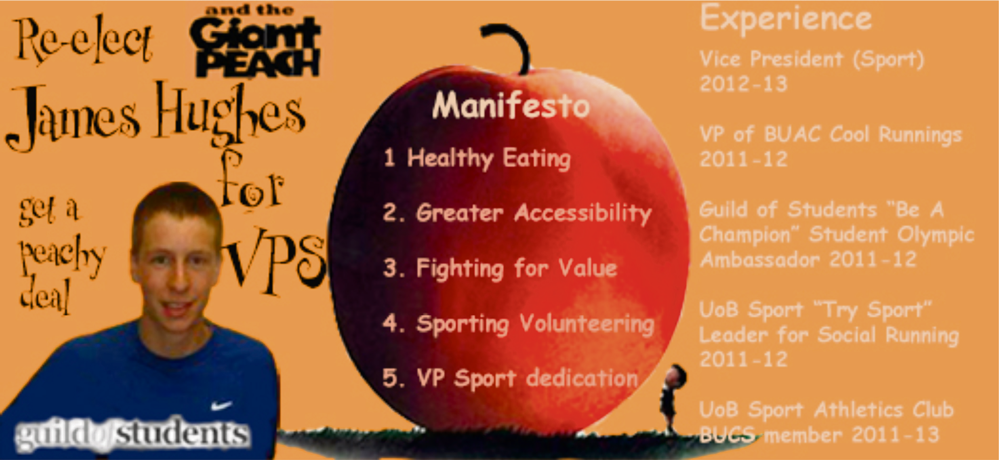 Re-elect
and the
Giant
PEACH
James Hughes
for
VPS
get a
peachy
deal
guild of students
Manifesto
1 Healthy Eating
2. Greater Accessibility
3. Fighting for Value
4. Sporting Volunteering
5. VP Sport dedication
Experience
Vice President (Sport)
2012-13
VP of BUAC Cool Runnings
2011-12
Guild of Students “Be A
Champion” Student Olympic
Ambassador 2011-12
UoB Sport “Try Sport”
Leader for Social Running
2011-12
UoB Sport Athletics Club
BUCS member 2011-13